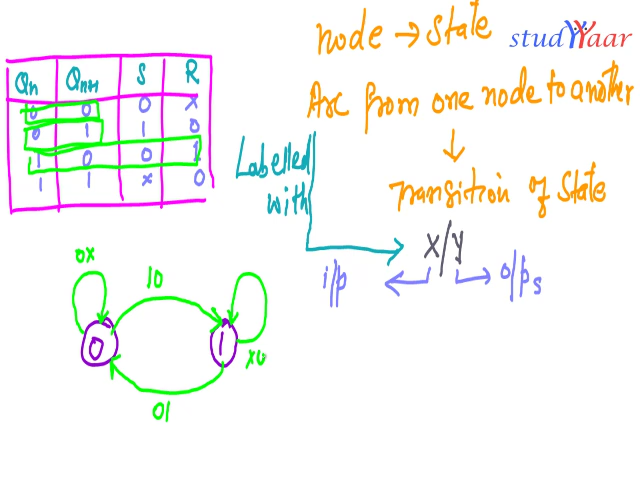 node → state
studYYaar
Arc from one node to another
↓
Transition of State
Labelled
with
x/y
i/p
o/ps
Qn Qn+1 S R
0 0 0 x
0 1 1 0
1 0 0 1
1 1 x 0
0x
10
0
1
x0
01